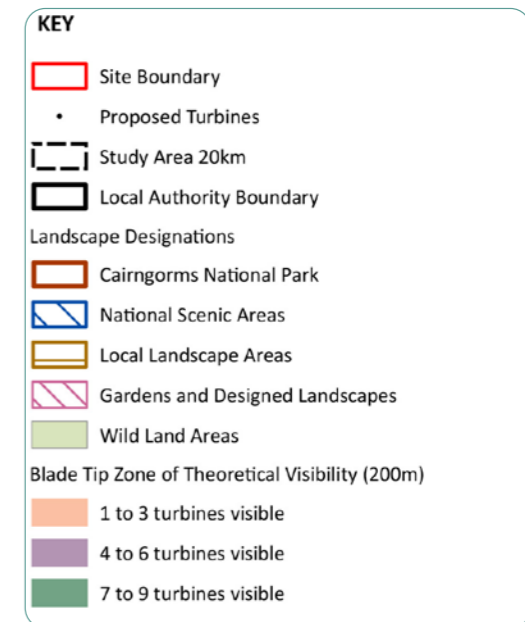 KEY
Site Boundary
Proposed Turbines
Study Area 20km
Local Authority Boundary
Landscape Designations
Cairngorms National Park
National Scenic Areas
Local Landscape Areas
Gardens and Designed Landscapes
Wild Land Areas
Blade Tip Zone of Theoretical Visibility (200m)
1 to 3 turbines visible
4 to 6 turbines visible
7 to 9 turbines visible